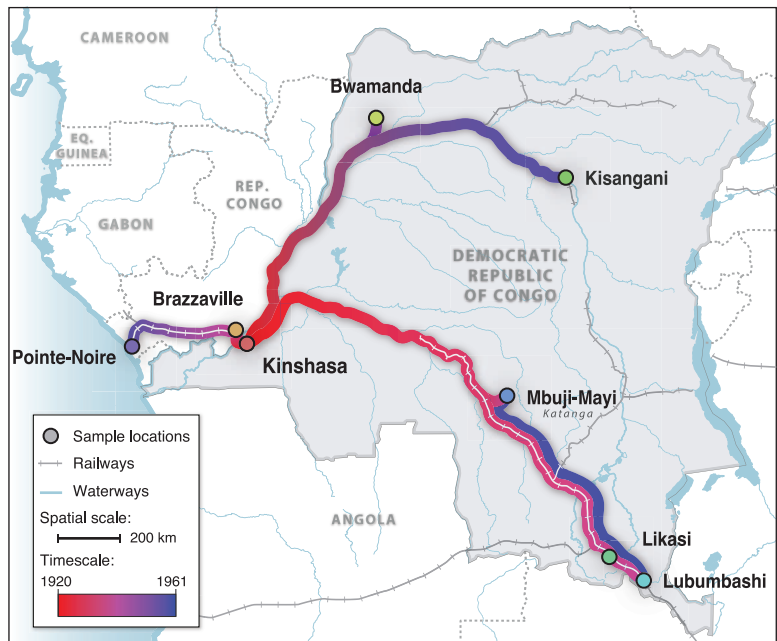 CAMEROON
Bwamanda
EQ.
GUINEA
Kisangani
REP.
CONGO
GABON
DEMOCRATIC
REPUBLIC
OF CONGO
Brazzaville
Pointe-Noire
Kinshasa
Mbuji-Mayi
Katanga
Sample locations
Railways
Waterways
Spatial scale:
200 km
Timescale:
1920
1961
ANGOLA
Likasi
Lubumbashi